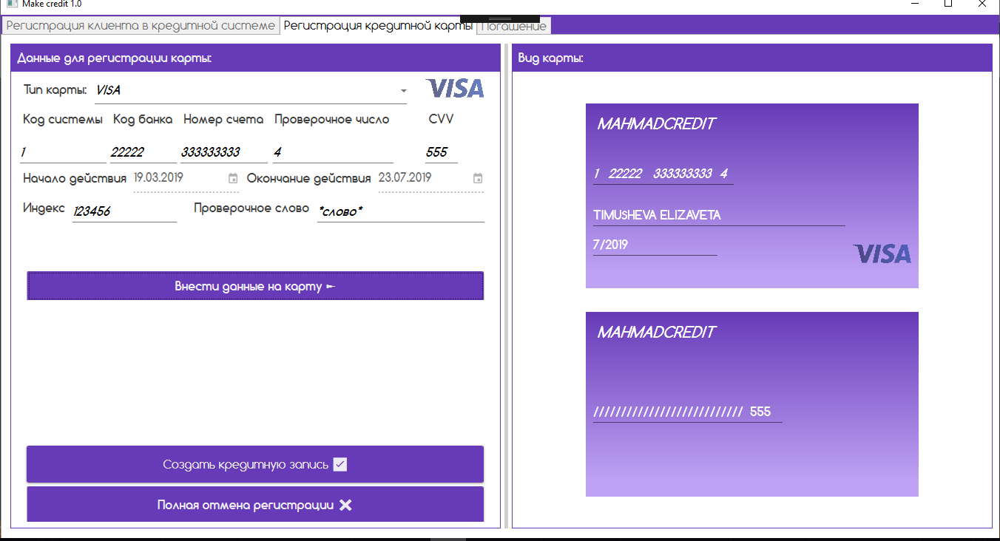 Make credit 1.0
Регистрация клиента в кредитной системе Регистрация кредитной карты Погашение
Данные для регистрации карты:
Тип карты: VISA VISA
Код системы Код банка Номер счета Проверочное число CVV
1 22222 333333333 4 555
Начало действия 19.03.2019 Окончание действия 23.07.2019
Индекс 123456 Проверочное слово *слово*
Внести данные на карту
Создать кредитную запись
Полная отмена регистрации
Вид карты:
MAHMADCREDIT
1 22222 333333333 4
TIMUSHEVA ELIZAVETA
7/2019
VISA
MAHMADCREDIT
/////////////////////////// 555